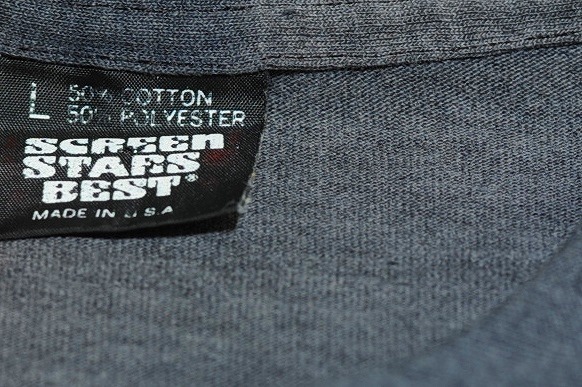 L
50% COTTON
50% POLYESTER
SCREEN
STARS
BEST®
MADE IN U.S.A